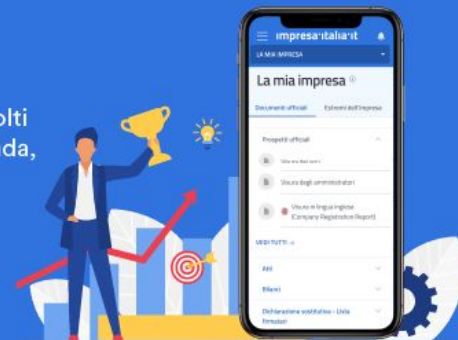 olti
nda,
impresa italia it
LA MIA IMPRESA
La mia impresa
Documenti ufficiali Estremi dell'impresa
Prospetti ufficiali
Visura degli amministratori
Visura in lingua inglese
(Company Registration Report)
VEDI TUTTI
Atti
Bilanci
Dichiarazione sostitutiva - Lista
firmatari